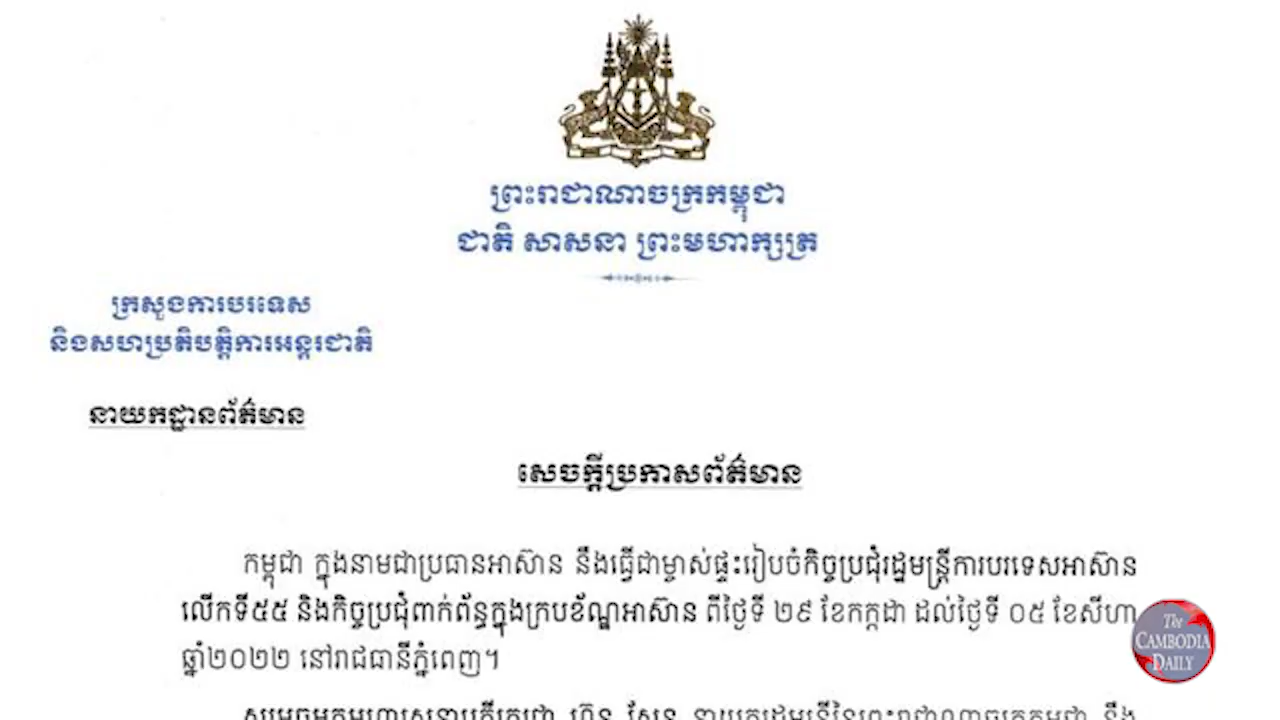 ព្រះរាជាណាចក្រកម្ពុជា
ជាតិ សាសនា ព្រះមហាក្សត្រ
ក្រសួងការបរទេស
និងសហប្រតិបត្តិការអន្តរជាតិ
នាយកដ្ឋានព័ត៌មាន
សេចក្តីប្រកាសព័ត៌មាន
កម្ពុជា ក្នុងនាមជាប្រធានអាស៊ាន នឹងធ្វើជាម្ចាស់ផ្ទះរៀបចំកិច្ចប្រជុំរដ្ឋមន្ត្រីការបរទេសអាស៊ាន
លើកទី៥៥ និងកិច្ចប្រជុំពាក់ព័ន្ធក្នុងក្របខ័ណ្ឌអាស៊ាន ពីថ្ងៃទី ២៩ ខែកក្កដា ដល់ថ្ងៃទី ០៥ ខែសីហា
ឆ្នាំ២០២២ នៅរាជធានីភ្នំពេញ។
The
CAMBODIA
DAILY